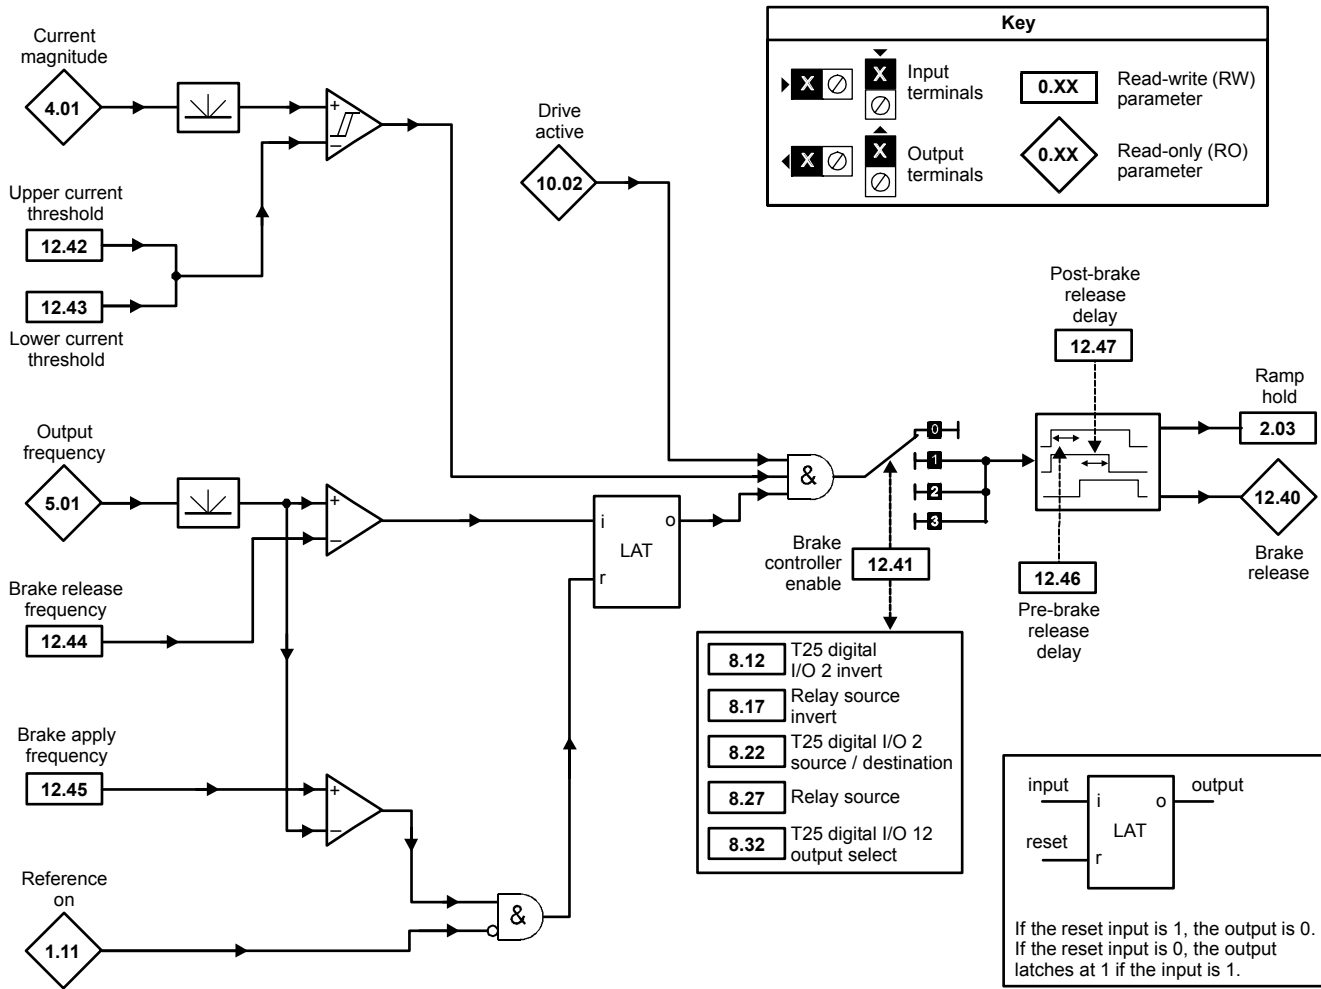 Current
magnitude
4.01
+
−
Upper current
threshold
12.42
12.43
Lower current
threshold
Drive
active
10.02
Key
X
X
Input
terminals
0.XX
Read-write (RW)
parameter
X
X
Output
terminals
0.XX
Read-only (RO)
parameter
Output
frequency
5.01
+
−
Brake release
frequency
12.44
i
o
LAT
r
&
0
1
2
3
Brake
controller
enable
12.41
Post-brake
release
delay
12.47
12.46
Pre-brake
release
delay
Ramp
hold
2.03
12.40
Brake
release
8.12
T25 digital
I/O 2 invert
8.17
Relay source
invert
8.22
T25 digital I/O 2
source / destination
8.27
Relay source
8.32
T25 digital I/O 12
output select
Brake apply
frequency
12.45
+
−
Reference
on
1.11
&
input
output
i
o
LAT
reset
r
If the reset input is 1, the output is 0.
If the reset input is 0, the output
latches at 1 if the input is 1.